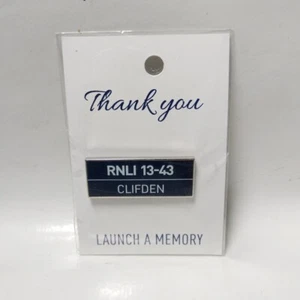 Thank you
RNLI 13-43
CLIFDEN
LAUNCH A MEMORY